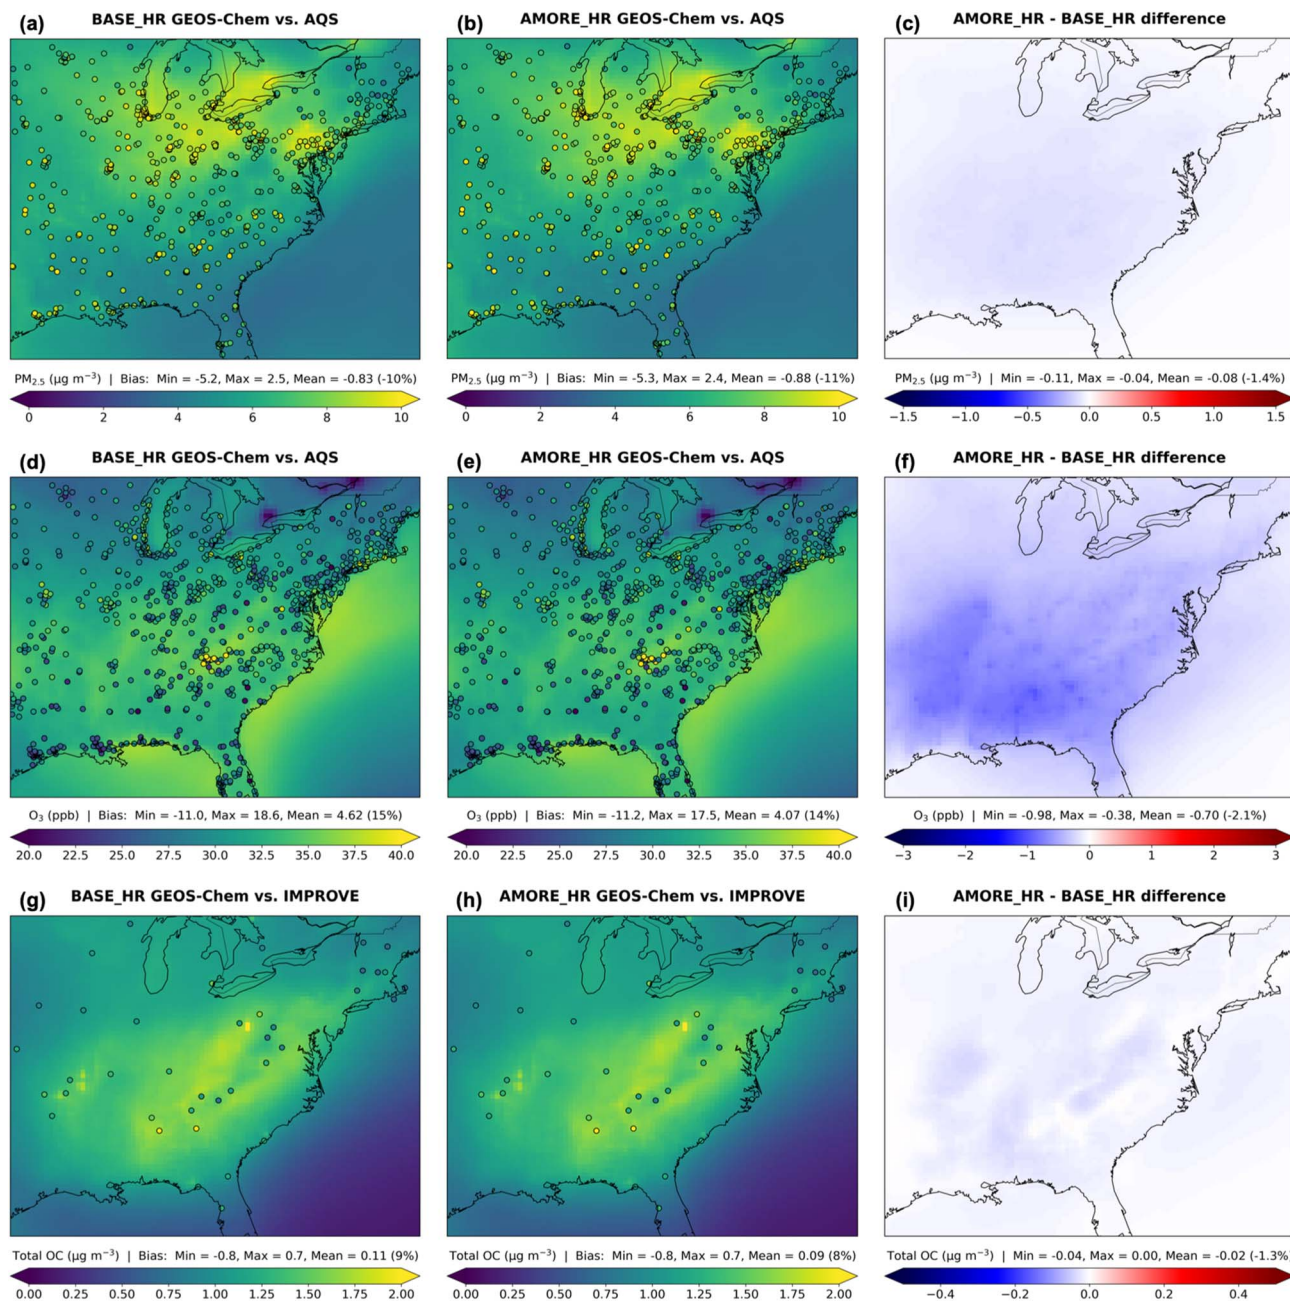 (a) BASE_HR GEOS-Chem vs. AQS
(b) AMORE_HR GEOS-Chem vs. AQS
(c) AMORE_HR - BASE_HR difference
PM2.5 (μg m−3) | Bias: Min = -5.2, Max = 2.5, Mean = -0.83 (-10%)
0 2 4 6 8 10
PM2.5 (μg m−3) | Bias: Min = -5.3, Max = 2.4, Mean = -0.88 (-11%)
0 2 4 6 8 10
PM2.5 (μg m−3) | Min = -0.11, Max = -0.04, Mean = -0.08 (-1.4%)
−1.5 −1.0 −0.5 0.0 0.5 1.0 1.5
(d) BASE_HR GEOS-Chem vs. AQS
(e) AMORE_HR GEOS-Chem vs. AQS
(f) AMORE_HR - BASE_HR difference
O3 (ppb) | Bias: Min = -11.0, Max = 18.6, Mean = 4.62 (15%)
20.0 22.5 25.0 27.5 30.0 32.5 35.0 37.5 40.0
O3 (ppb) | Bias: Min = -11.2, Max = 17.5, Mean = 4.07 (14%)
20.0 22.5 25.0 27.5 30.0 32.5 35.0 37.5 40.0
O3 (ppb) | Min = -0.98, Max = -0.38, Mean = -0.70 (-2.1%)
−3 −2 −1 0 1 2 3
(g) BASE_HR GEOS-Chem vs. IMPROVE
(h) AMORE_HR GEOS-Chem vs. IMPROVE
(i) AMORE_HR - BASE_HR difference
Total OC (μg m−3) | Bias: Min = -0.8, Max = 0.7, Mean = 0.11 (9%)
0.00 0.25 0.50 0.75 1.00 1.25 1.50 1.75 2.00
Total OC (μg m−3) | Bias: Min = -0.8, Max = 0.7, Mean = 0.09 (8%)
0.00 0.25 0.50 0.75 1.00 1.25 1.50 1.75 2.00
Total OC (μg m−3) | Min = -0.04, Max = 0.00, Mean = -0.02 (-1.3%)
−0.4 −0.2 0.0 0.2 0.4